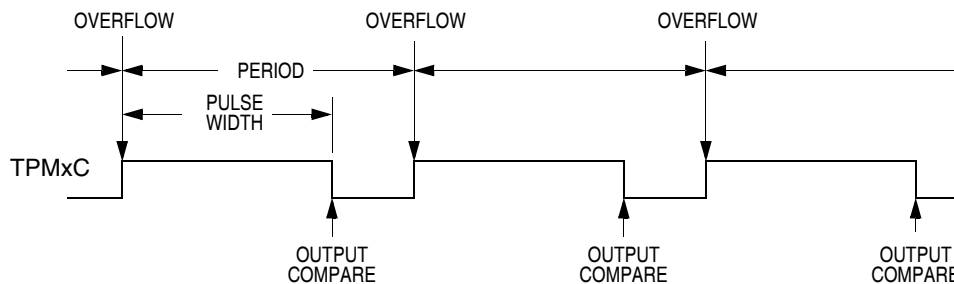 OVERFLOW
OVERFLOW
OVERFLOW
PERIOD
PULSE
WIDTH
TPMxC
OUTPUT
COMPARE
OUTPUT
COMPARE
OUTPUT
COMPARE